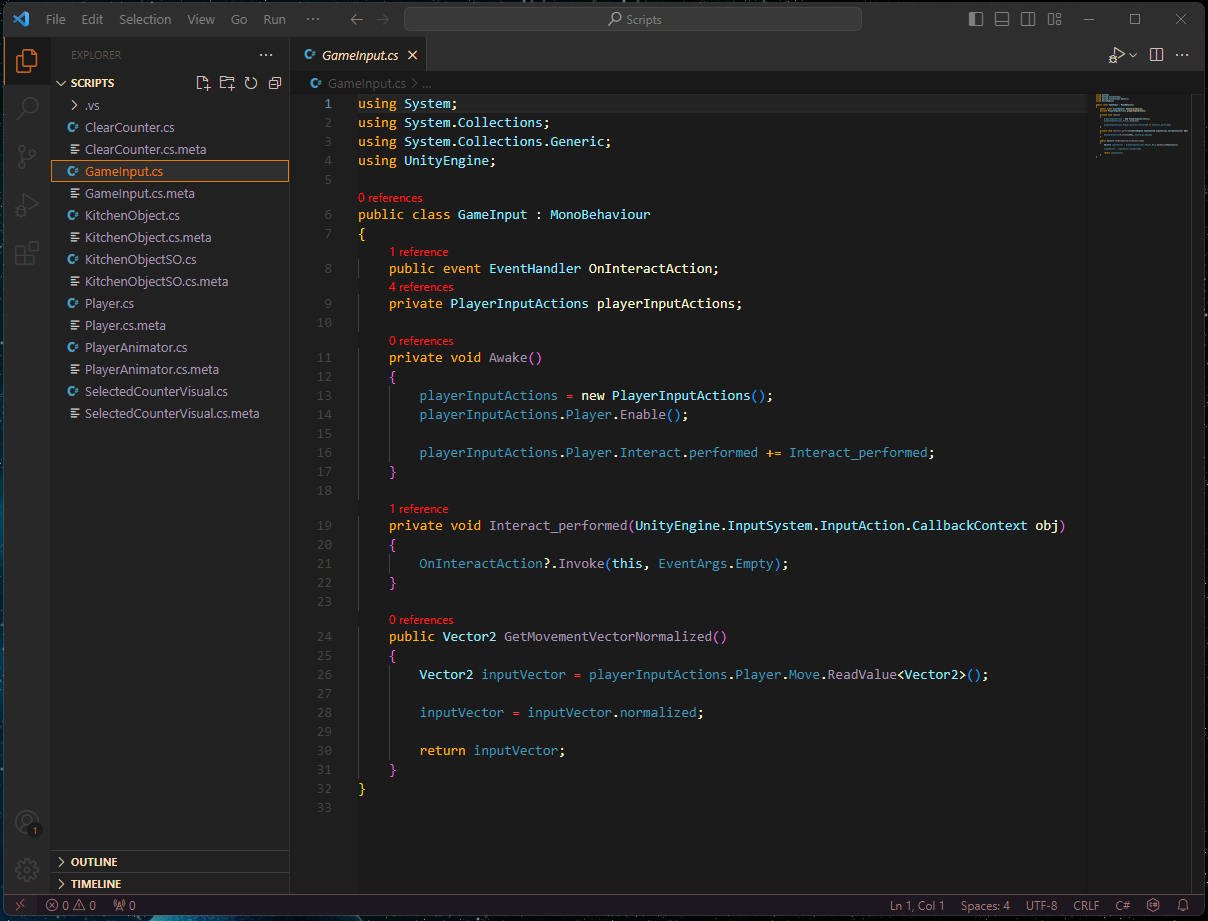 File Edit Selection View Go Run ··· Scripts
EXPLORER ···
SCRIPTS
.vs
C# ClearCounter.cs
ClearCounter.cs.meta
C# GameInput.cs
GameInput.cs.meta
C# KitchenObject.cs
KitchenObject.cs.meta
C# KitchenObjectSO.cs
KitchenObjectSO.cs.meta
C# Player.cs
Player.cs.meta
C# PlayerAnimator.cs
PlayerAnimator.cs.meta
C# SelectedCounterVisual.cs
SelectedCounterVisual.cs.meta
OUTLINE
TIMELINE
1
C# GameInput.cs
C# GameInput.cs > ...
1 using System;
2 using System.Collections;
3 using System.Collections.Generic;
4 using UnityEngine;
5
0 references
6 public class GameInput : MonoBehaviour
7 {
1 reference
8 public event EventHandler OnInteractAction;
4 references
9 private PlayerInputActions playerInputActions;
10
0 references
11 private void Awake()
12 {
13 playerInputActions = new PlayerInputActions();
14 playerInputActions.Player.Enable();
15
16 playerInputActions.Player.Interact.performed += Interact_performed;
17 }
18
1 reference
19 private void Interact_performed(UnityEngine.InputSystem.InputAction.CallbackContext obj)
20 {
21 OnInteractAction?.Invoke(this, EventArgs.Empty);
22 }
23
0 references
24 public Vector2 GetMovementVectorNormalized()
25 {
26 Vector2 inputVector = playerInputActions.Player.Move.ReadValue<Vector2>();
27
28 inputVector = inputVector.normalized;
29
30 return inputVector;
31 }
32 }
33
0 0 0 Ln 1, Col 1 Spaces: 4 UTF-8 CRLF C#